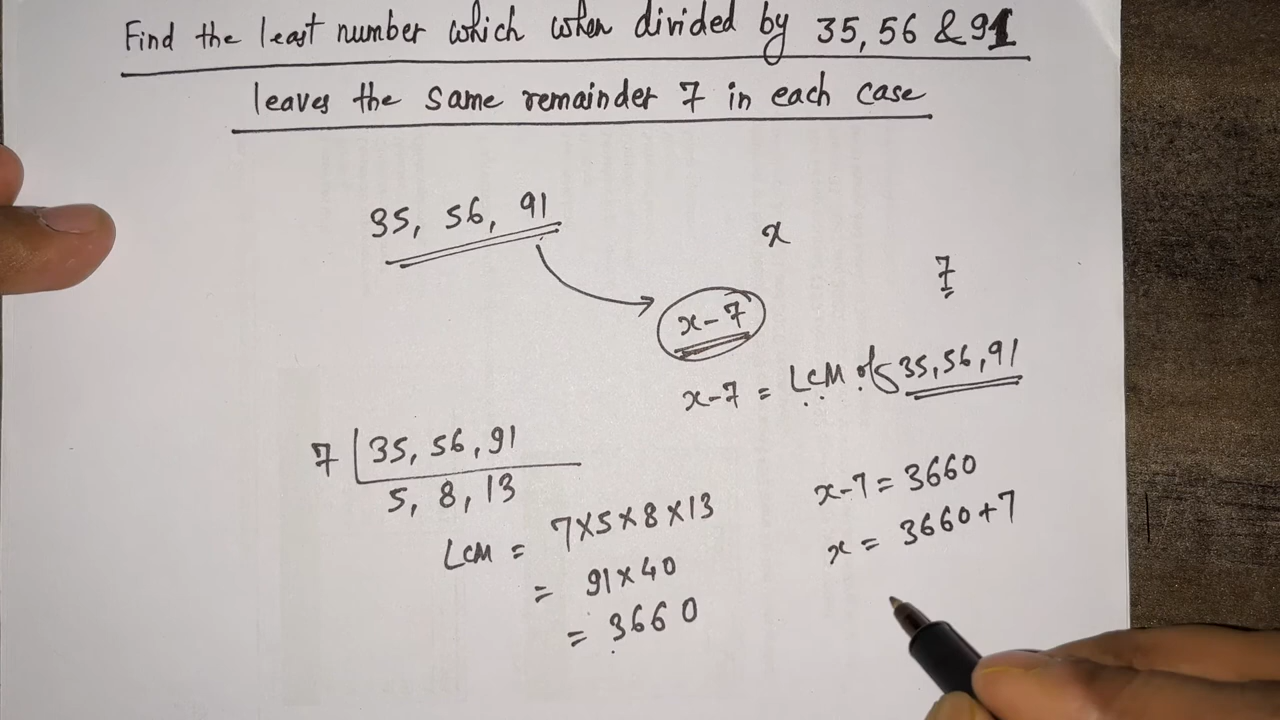 Find the least number which when divided by 35, 56 & 91
leaves the same remainder 7 in each case
35, 56, 91
x
7
x-7
x-7 = LCM of 35, 56, 91
7 | 35, 56, 91
5, 8, 13
LCM = 7×5×8×13
= 91×40
= 3660
x-7 = 3660
x = 3660+7